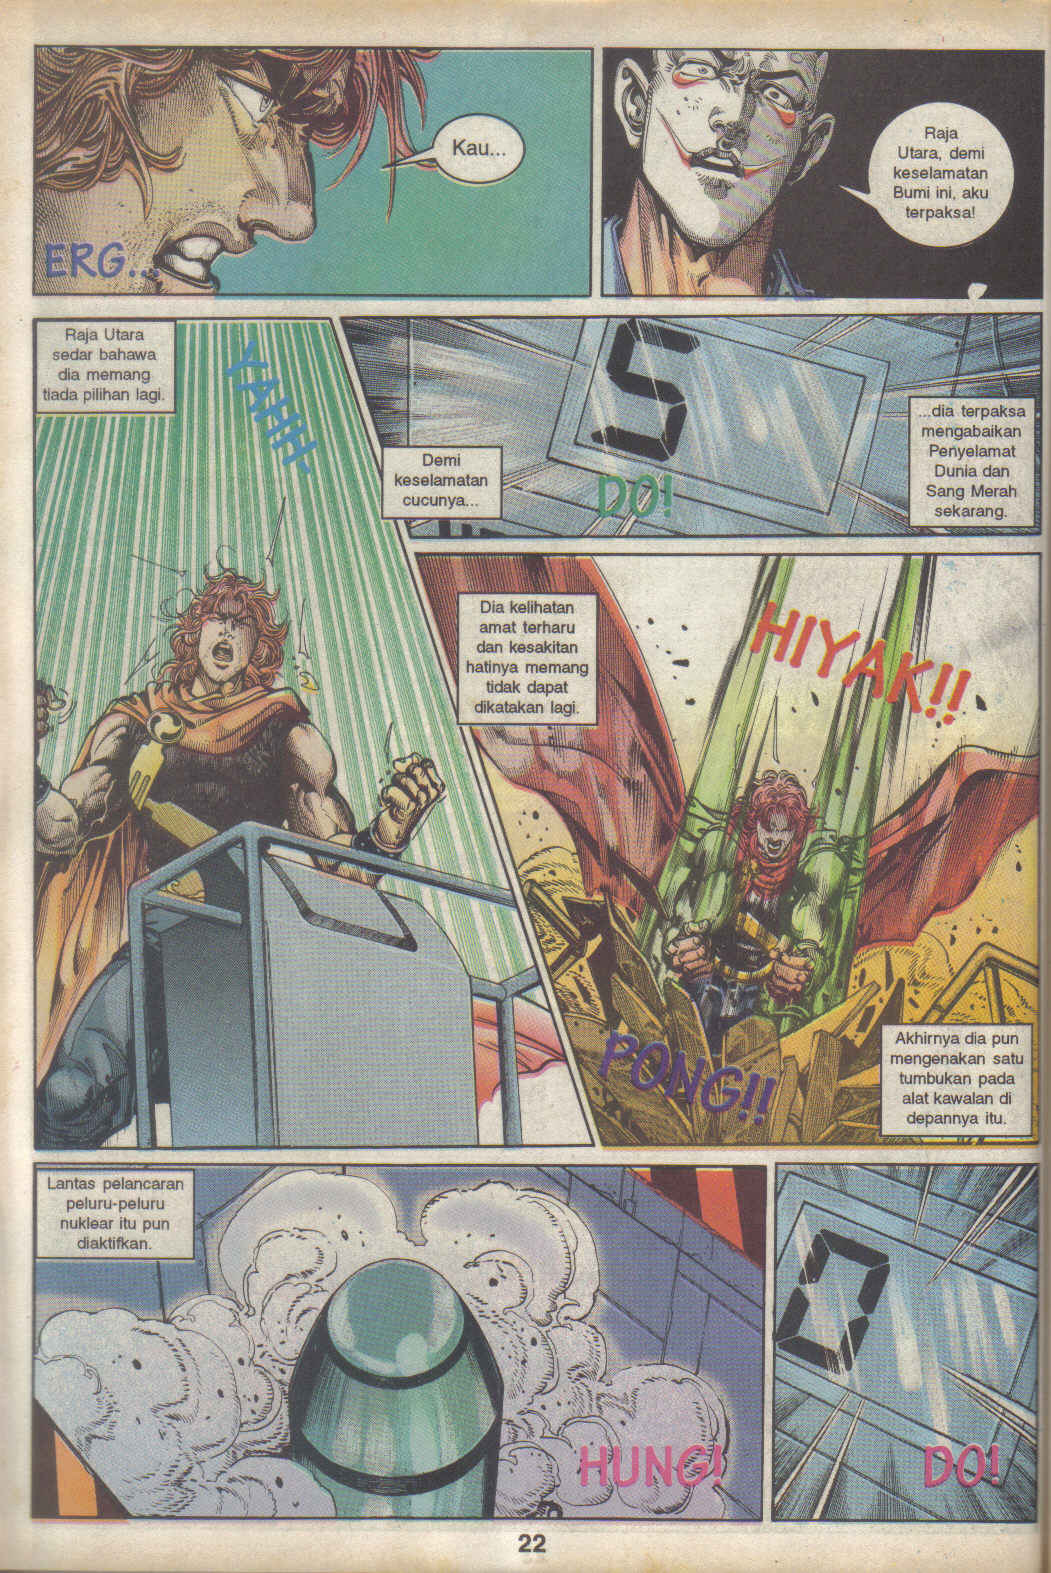 Kau...
ERG...
Raja
Utara, demi
keselamatan
Bumi ini, aku
terpaksa!
Raja Utara
sedar bahawa
dia memang
tiada pilihan lagi.
YAHH-
Demi
keselamatan
cucunya...
5
DO!
...dia terpaksa
mengabaikan
Penyelamat
Dunia dan
Sang Merah
sekarang.
Dia kelihatan
amat terharu
dan kesakitan
hatinya memang
tidak dapat
dikatakan lagi.
HIYAK!!
PONG!!
Akhirnya dia pun
mengenakan satu
tumbukan pada
alat kawalan di
depannya itu.
Lantas pelancaran
peluru-peluru
nuklear itu pun
diaktifkan.
HUNG!
0
DO!
22